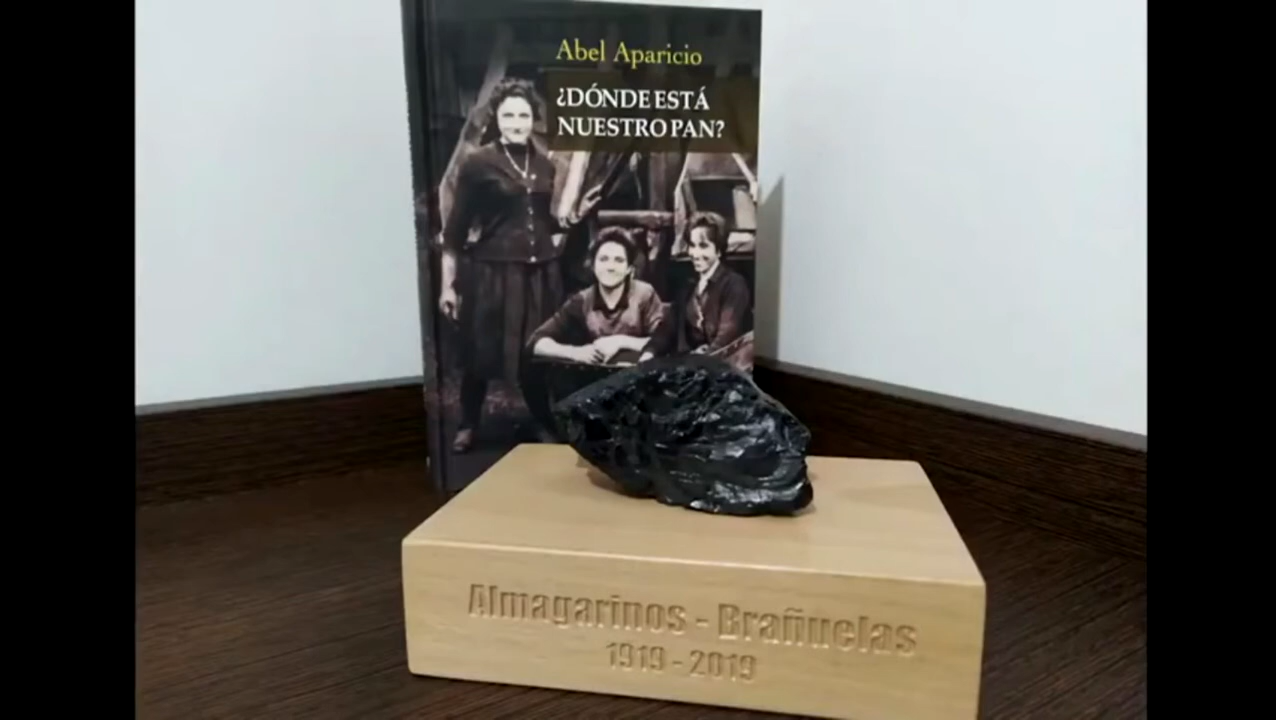 Abel Aparicio
¿DÓNDE ESTÁ
NUESTRO PAN?
Almagarinos - Brañuelas
1919 - 2019